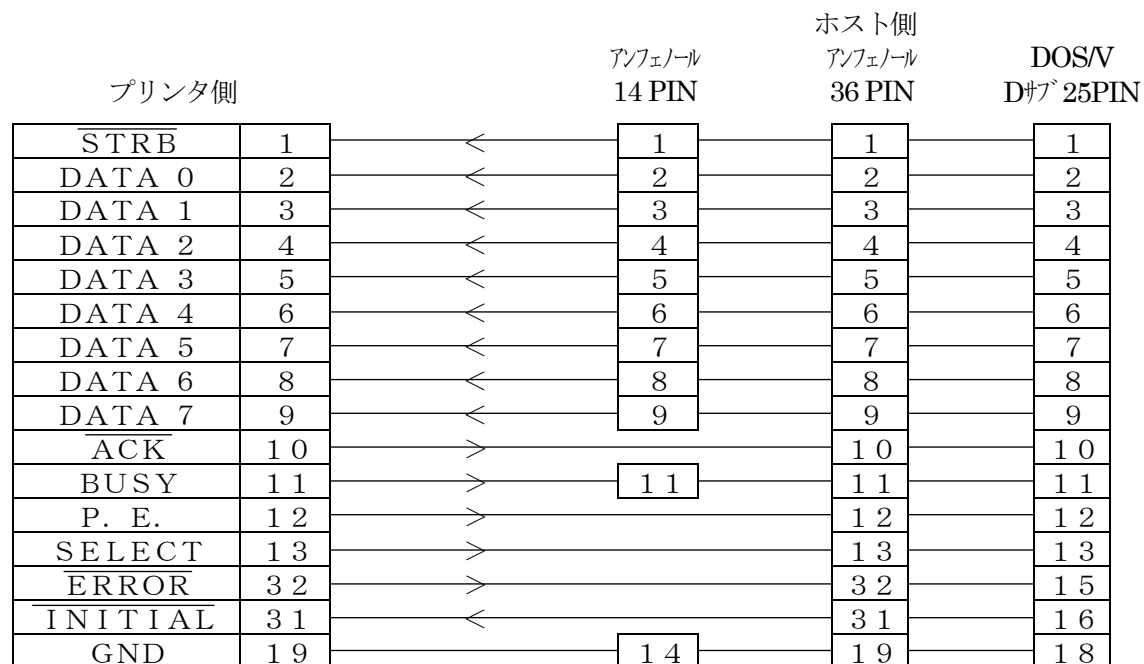 ホスト側
アンフェノール アンフェノール DOS/V
プリンタ側 14 PIN 36 PIN Dサブ 25PIN
STRB 1 1 1 1
DATA 0 2 2 2 2
DATA 1 3 3 3 3
DATA 2 4 4 4 4
DATA 3 5 5 5 5
DATA 4 6 6 6 6
DATA 5 7 7 7 7
DATA 6 8 8 8 8
DATA 7 9 9 9 9
ACK 10 10 10
BUSY 11 11 11 11
P. E. 12 12 12
SELECT 13 13 13
ERROR 32 32 15
INITIAL 31 31 16
GND 19 14 19 18